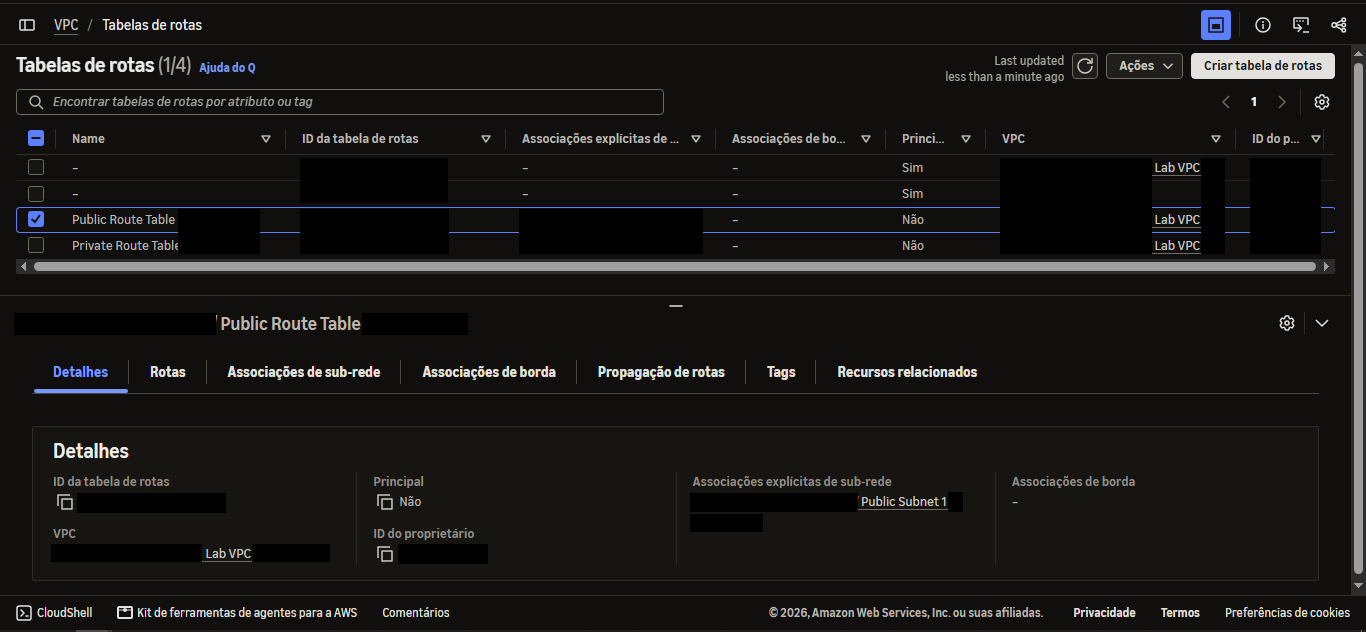 VPC / Tabelas de rotas
Tabelas de rotas (1/4) Ajuda do Q
Last updated
less than a minute ago
Ações
Criar tabela de rotas
Encontrar tabelas de rotas por atributo ou tag
1
Name ID da tabela de rotas Associações explícitas de ... Associações de bo... Princi... VPC ID do p...
– – – Sim Lab VPC
– – – Sim
Public Route Table – Não Lab VPC
Private Route Table – Não Lab VPC
/ Public Route Table
Detalhes Rotas Associações de sub-rede Associações de borda Propagação de rotas Tags Recursos relacionados
Detalhes
ID da tabela de rotas
Principal
Não
Associações explícitas de sub-rede
/ Public Subnet 1
Associações de borda
–
VPC
Lab VPC
ID do proprietário
CloudShell Kit de ferramentas de agentes para a AWS Comentários © 2026, Amazon Web Services, Inc. ou suas afiliadas. Privacidade Termos Preferências de cookies